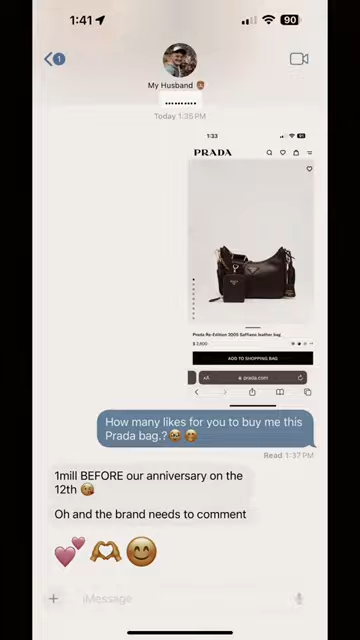 1:41
90
1
My Husband
Today 1:35 PM
1:33
PRADA
Prada Re-Edition 2005 Saffiano leather bag
ADD TO SHOPPING BAG
AA
prada.com
How many likes for you to buy me this
Prada bag.?🥹🤭
Read 1:37 PM
1mill BEFORE our anniversary on the
12th 😘
Oh and the brand needs to comment
💕🫶🏽😊
iMessage